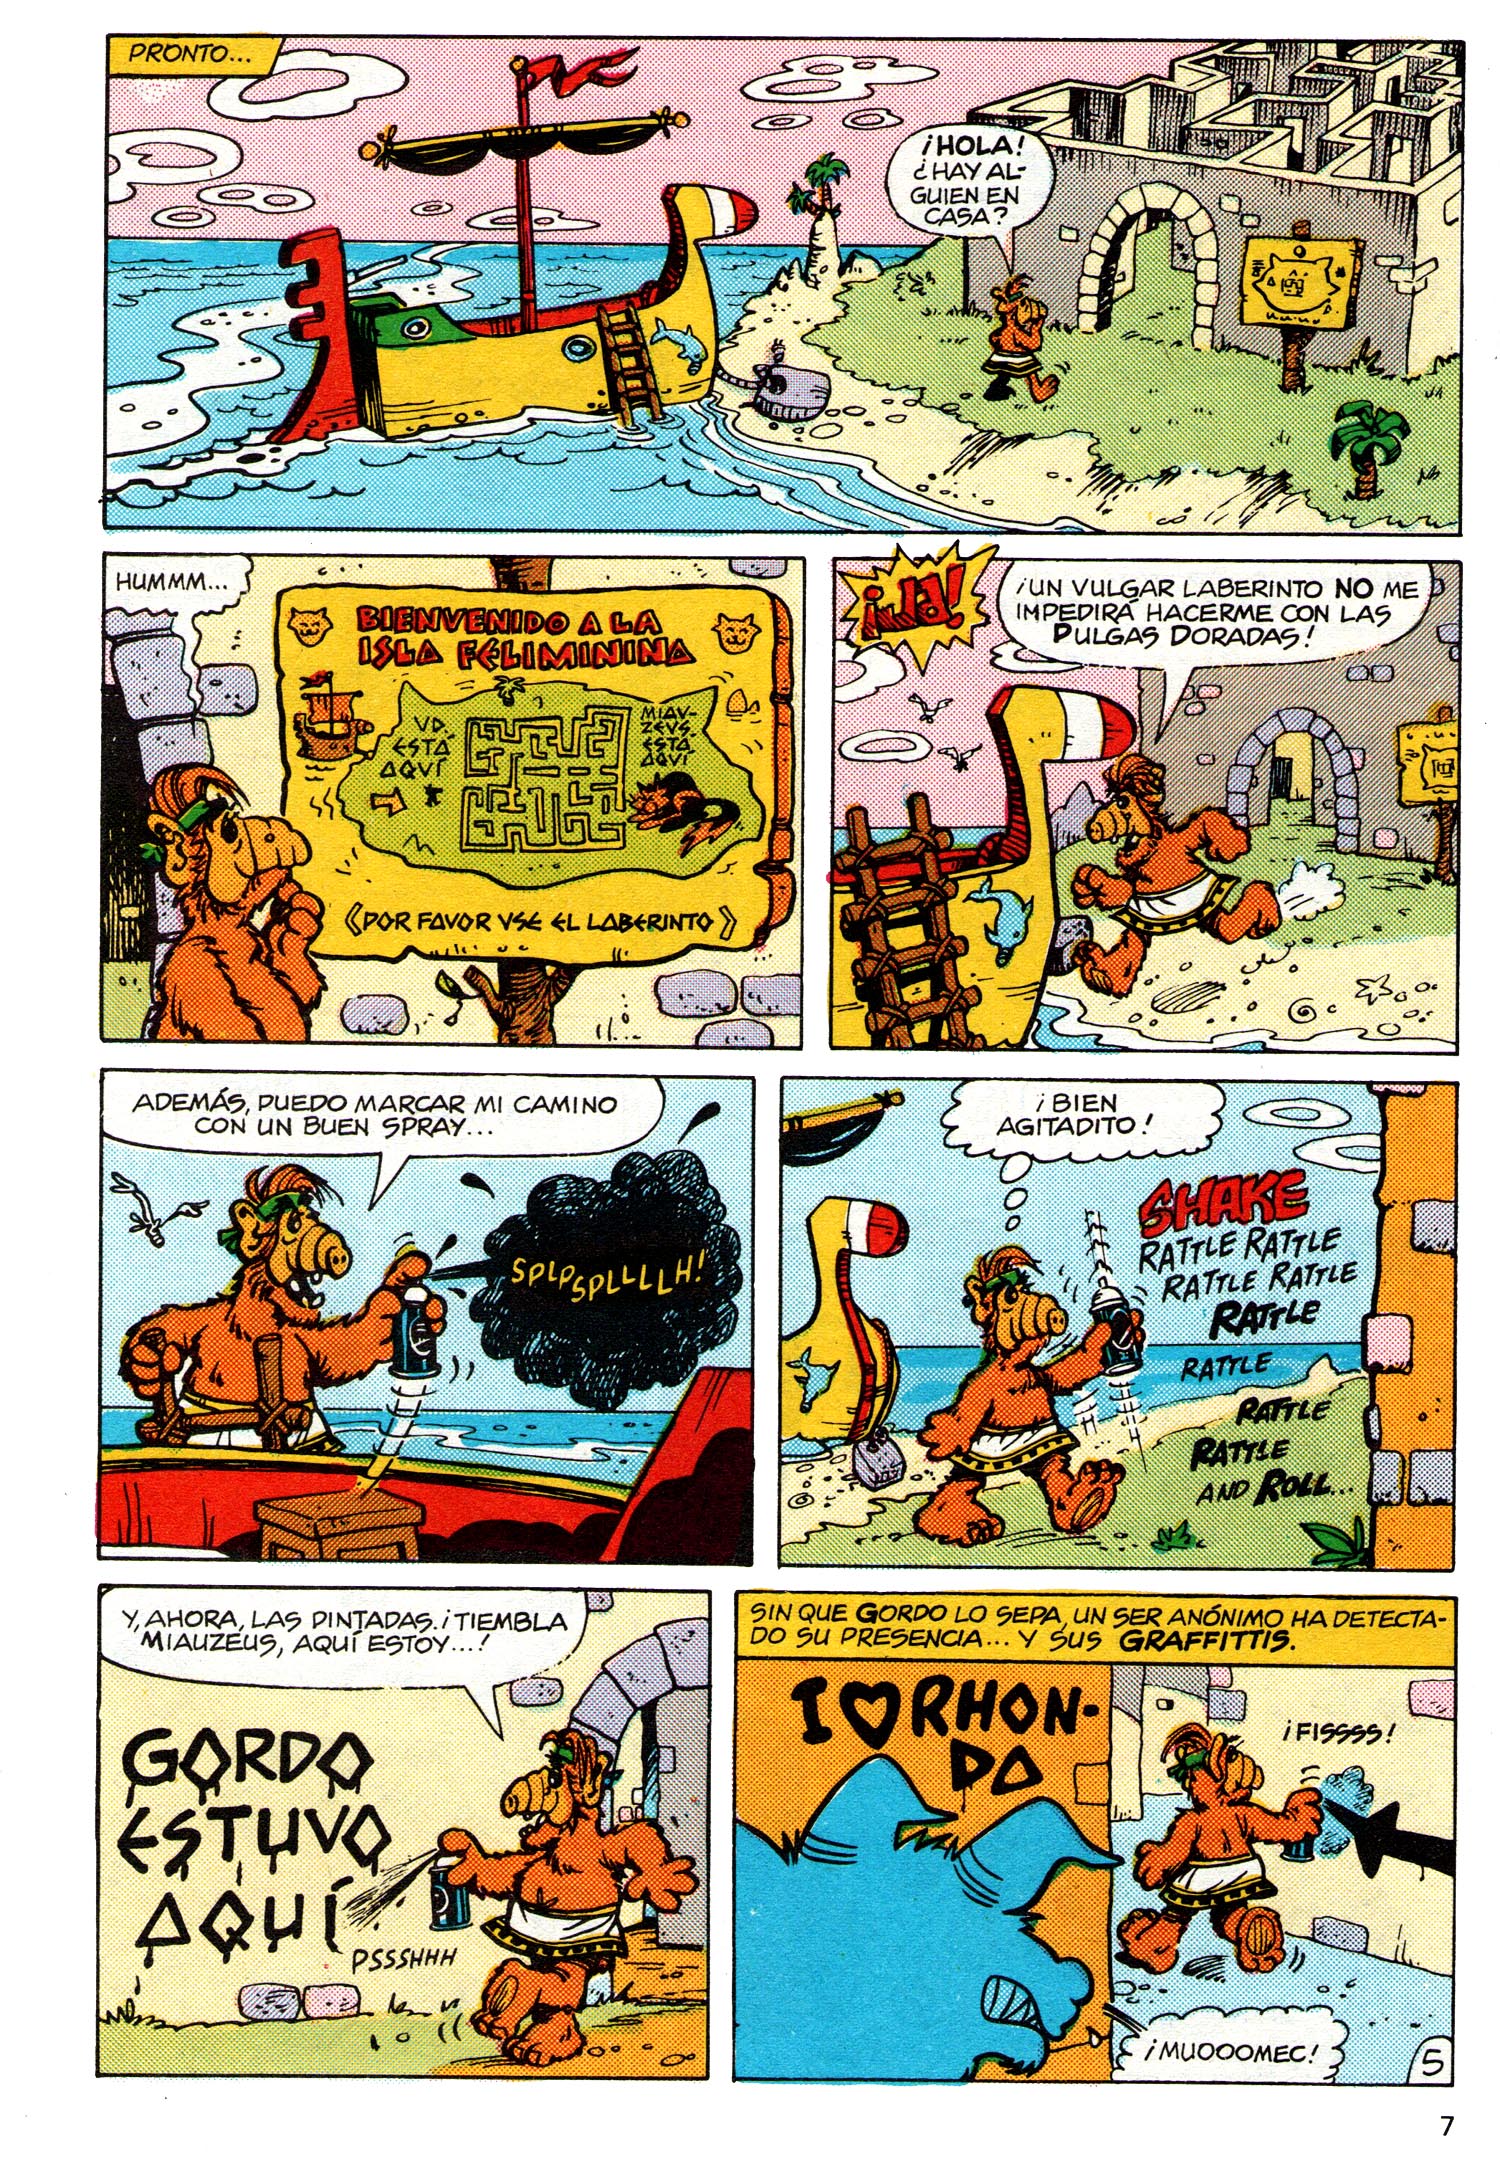 PRONTO...
¡HOLA!
¿HAY AL-
GUIEN EN
CASA?
HUMMM...
BIENVENIDO A LA
ISLA FÉLIMININA
VD.
ESTÁ
AQUÍ
MIAU-
ZEUS
ESTÁ
AQUÍ
《POR FAVOR USE EL LABERINTO》
¡JA!
¡UN VULGAR LABERINTO NO ME
IMPEDIRÁ HACERME CON LAS
PULGAS DORADAS!
ADEMÁS, PUEDO MARCAR MI CAMINO
CON UN BUEN SPRAY...
SPLPSPLLLLH!
¡BIEN
AGITADITO!
SHAKE
RATTLE RATTLE
RATTLE RATTLE
RATTLE
RATTLE
RATTLE
RATTLE
AND ROLL...
Y, AHORA, LAS PINTADAS. ¡TIEMBLA
MIAUZEUS, AQUÍ ESTOY...!
GORDO
ESTUVO
AQUÍ
PSSSHHH
SIN QUE GORDO LO SEPA, UN SER ANÓNIMO HA DETECTA-
DO SU PRESENCIA... Y SUS GRAFFITTIS.
I ♡ RHON-
DA
¡FISSSS!
¡MUOOOMEC!
5
7